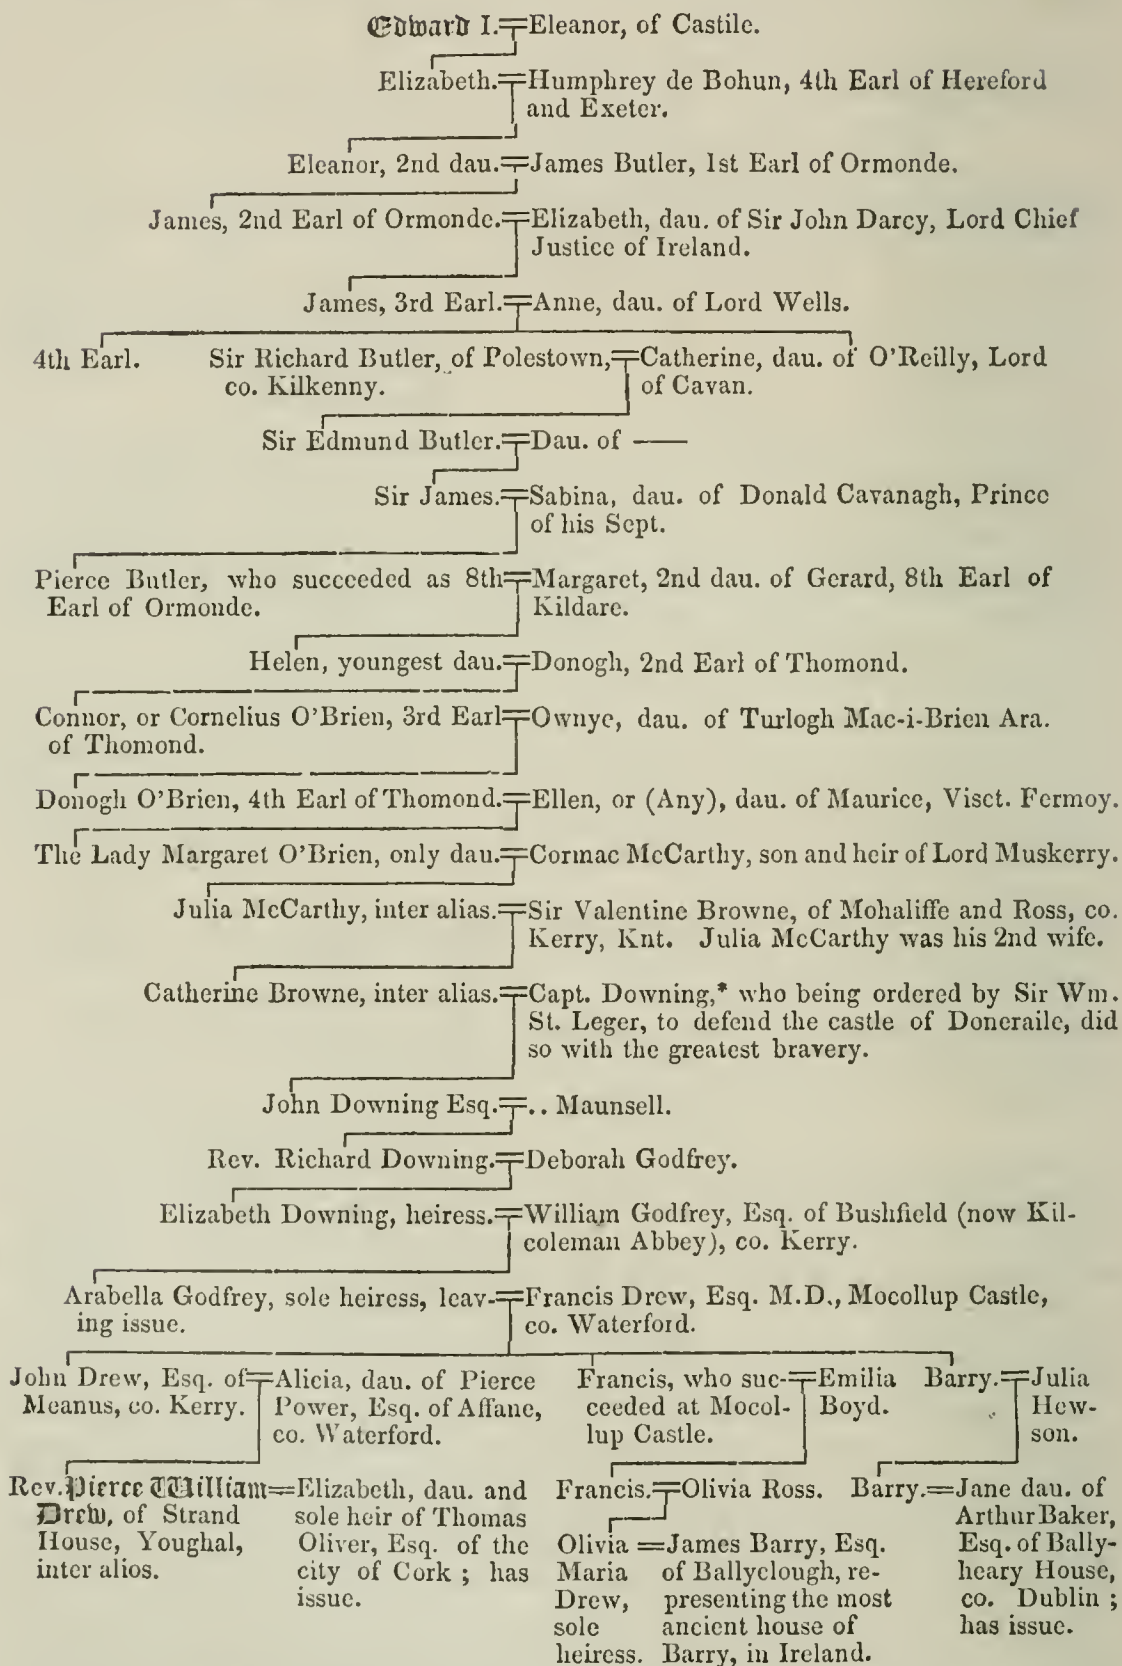 Edward I.=Eleanor, of Castile.
Elizabeth.=Humphrey de Bohun, 4th Earl of Hereford
and Exeter.
Eleanor, 2nd dau.=James Butler, 1st Earl of Ormonde.
James, 2nd Earl of Ormonde.=Elizabeth, dau. of Sir John Darcy, Lord Chief
Justice of Ireland.
James, 3rd Earl.=Anne, dau. of Lord Wells.
4th Earl. Sir Richard Butler, of Polestown,=Catherine, dau. of O'Reilly, Lord
co. Kilkenny. of Cavan.
Sir Edmund Butler.=Dau. of ——
Sir James.=Sabina, dau. of Donald Cavanagh, Prince
of his Sept.
Pierce Butler, who succeeded as 8th=Margaret, 2nd dau. of Gerard, 8th Earl of
Earl of Ormonde. Kildare.
Helen, youngest dau.=Donogh, 2nd Earl of Thomond.
Connor, or Cornelius O'Brien, 3rd Earl=Ownye, dau. of Turlogh Mac-i-Brien Ara.
of Thomond.
Donogh O'Brien, 4th Earl of Thomond.=Ellen, or (Any), dau. of Maurice, Visct. Fermoy.
The Lady Margaret O'Brien, only dau.=Cormac McCarthy, son and heir of Lord Muskerry.
Julia McCarthy, inter alias.=Sir Valentine Browne, of Mohaliffe and Ross, co.
Kerry, Knt. Julia McCarthy was his 2nd wife.
Catherine Browne, inter alias.=Capt. Downing,* who being ordered by Sir Wm.
St. Leger, to defend the castle of Doneraile, did
so with the greatest bravery.
John Downing Esq.=.. Maunsell.
Rev. Richard Downing.=Deborah Godfrey.
Elizabeth Downing, heiress.=William Godfrey, Esq. of Bushfield (now Kil-
coleman Abbey), co. Kerry.
Arabella Godfrey, sole heiress, leav-=Francis Drew, Esq. M.D., Mocollup Castle,
ing issue. co. Waterford.
John Drew, Esq. of=Alicia, dau. of Pierce Francis, who suc-=Emilia Barry.=Julia
Meanus, co. Kerry. Power, Esq. of Affane, ceeded at Mocol- Boyd. Hew-
co. Waterford. lup Castle. son.
Rev. Pierce William=Elizabeth, dau. and Francis.=Olivia Ross. Barry.=Jane dau. of
Drew, of Strand sole heir of Thomas Arthur Baker,
House, Youghal, Oliver, Esq. of the Olivia =James Barry, Esq. Esq. of Bally-
inter alios. city of Cork ; has Maria of Ballyclough, re- heary House,
issue. Drew, presenting the most co. Dublin ;
sole ancient house of has issue.
heiress. Barry, in Ireland.